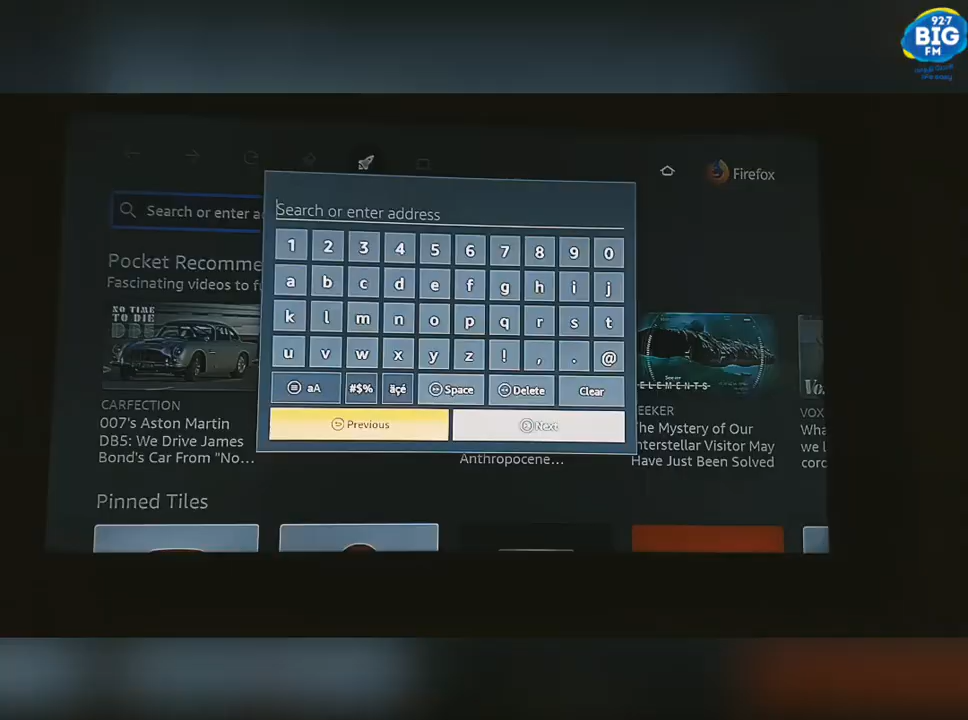 92.7
BIG
FM
Firefox
Search or enter a
Search or enter address
1 2 3 4 5 6 7 8 9 0
a b c d e f g h i j
k l m n o p q r s t
u v w x y z ! , . @
aA #$% äçé Space Delete Clear
Previous Next
Pocket Recomme
Fascinating videos to f
NO TIME
TO DIE
DB5
CARFECTION
007's Aston Martin
DB5: We Drive James
Bond's Car From "No...
Anthropocene...
ELEMENTS
EEKER
The Mystery of Our
nterstellar Visitor May
Have Just Been Solved
Vo
VOX
Wha
we l
corc
Pinned Tiles